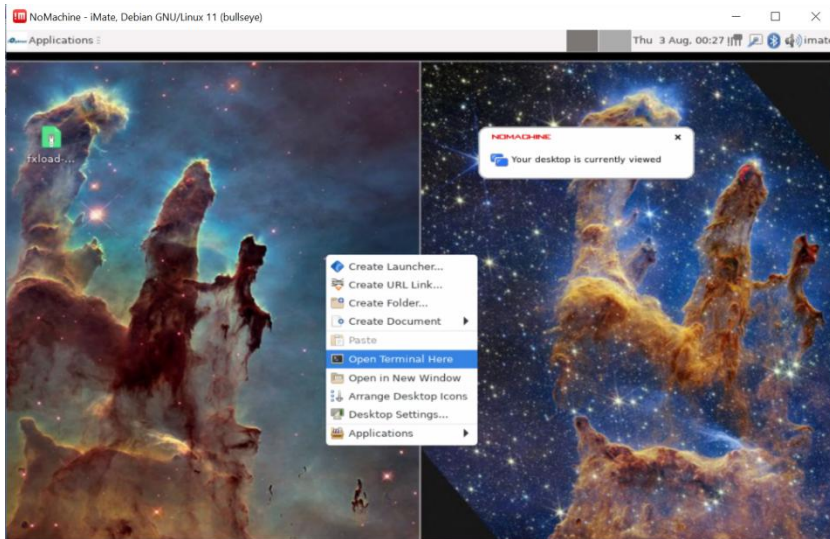 NoMachine - iMate, Debian GNU/Linux 11 (bullseye)
Applications
Thu 3 Aug, 00:27
imate
fxload-...
NOMACHINE
Your desktop is currently viewed
Create Launcher...
Create URL Link...
Create Folder...
Create Document
Paste
Open Terminal Here
Open in New Window
Arrange Desktop Icons
Desktop Settings...
Applications